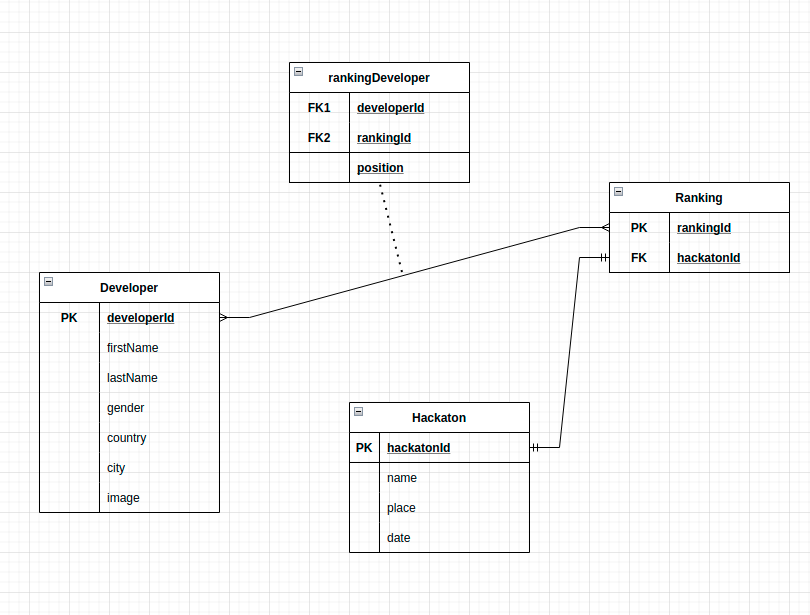 rankingDeveloper
FK1 developerId
FK2 rankingId
position
Ranking
PK rankingId
FK hackatonId
Developer
PK developerId
firstName
lastName
gender
country
city
image
Hackaton
PK hackatonId
name
place
date